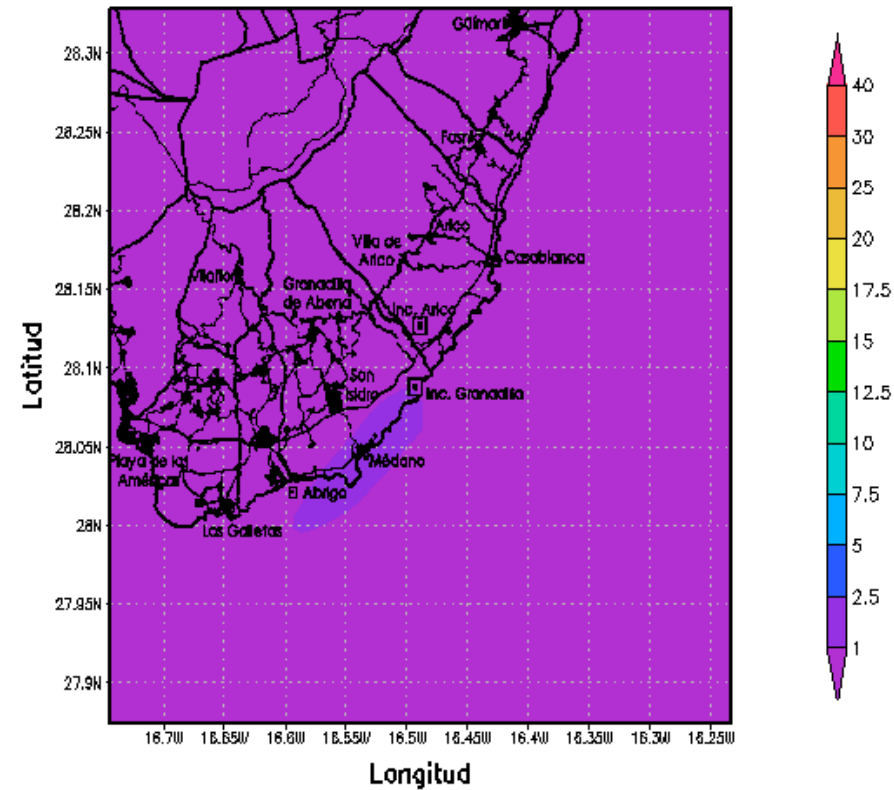 Güímar
28.3N
40
30
28.25N
Fasnia
25
28.2N
20
Arico
Villa de
Arico
Casablanca
17.5
Vilaflor
Granadilla
de Abona
28.15N
Inc. Arico
15
28.1N
San
Isidro
Inc. Granadilla
12.5
28.05N
Médano
10
Playa de las
Américas
El Abrigo
7.5
28N
Las Galletas
5
27.95N
2.5
27.9N
1
16.7W 16.65W 16.6W 16.55W 16.5W 16.45W 16.4W 16.35W 16.3W 16.25W
Latitud
Longitud